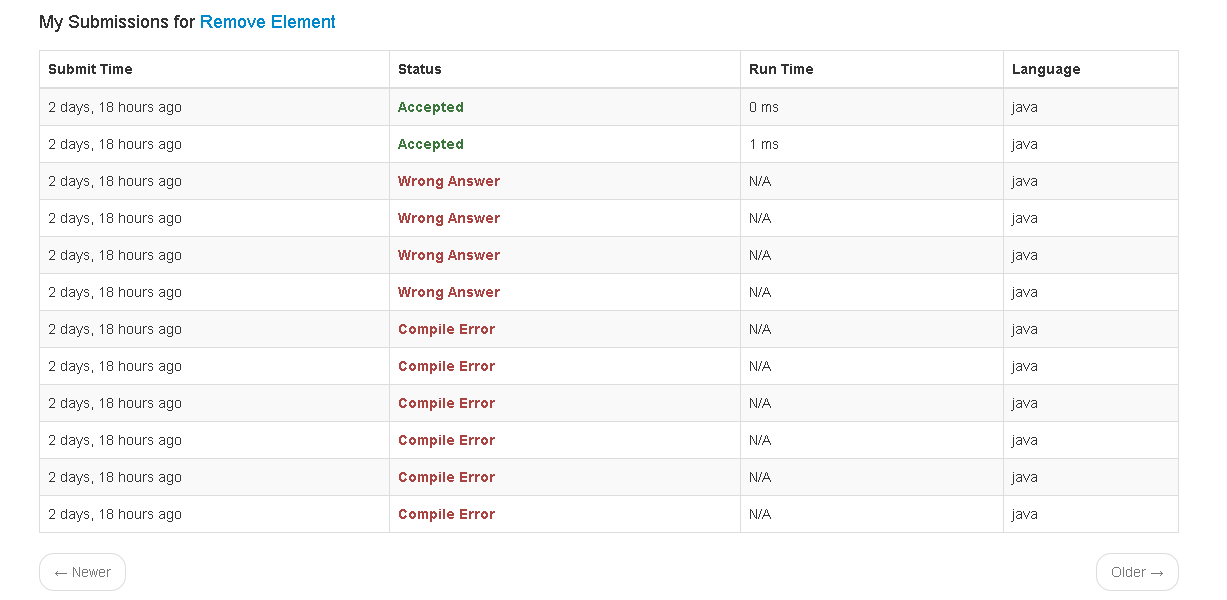 My Submissions for Remove Element
Submit Time Status Run Time Language
2 days, 18 hours ago Accepted 0 ms java
2 days, 18 hours ago Accepted 1 ms java
2 days, 18 hours ago Wrong Answer N/A java
2 days, 18 hours ago Wrong Answer N/A java
2 days, 18 hours ago Wrong Answer N/A java
2 days, 18 hours ago Wrong Answer N/A java
2 days, 18 hours ago Compile Error N/A java
2 days, 18 hours ago Compile Error N/A java
2 days, 18 hours ago Compile Error N/A java
2 days, 18 hours ago Compile Error N/A java
2 days, 18 hours ago Compile Error N/A java
2 days, 18 hours ago Compile Error N/A java
← Newer Older →